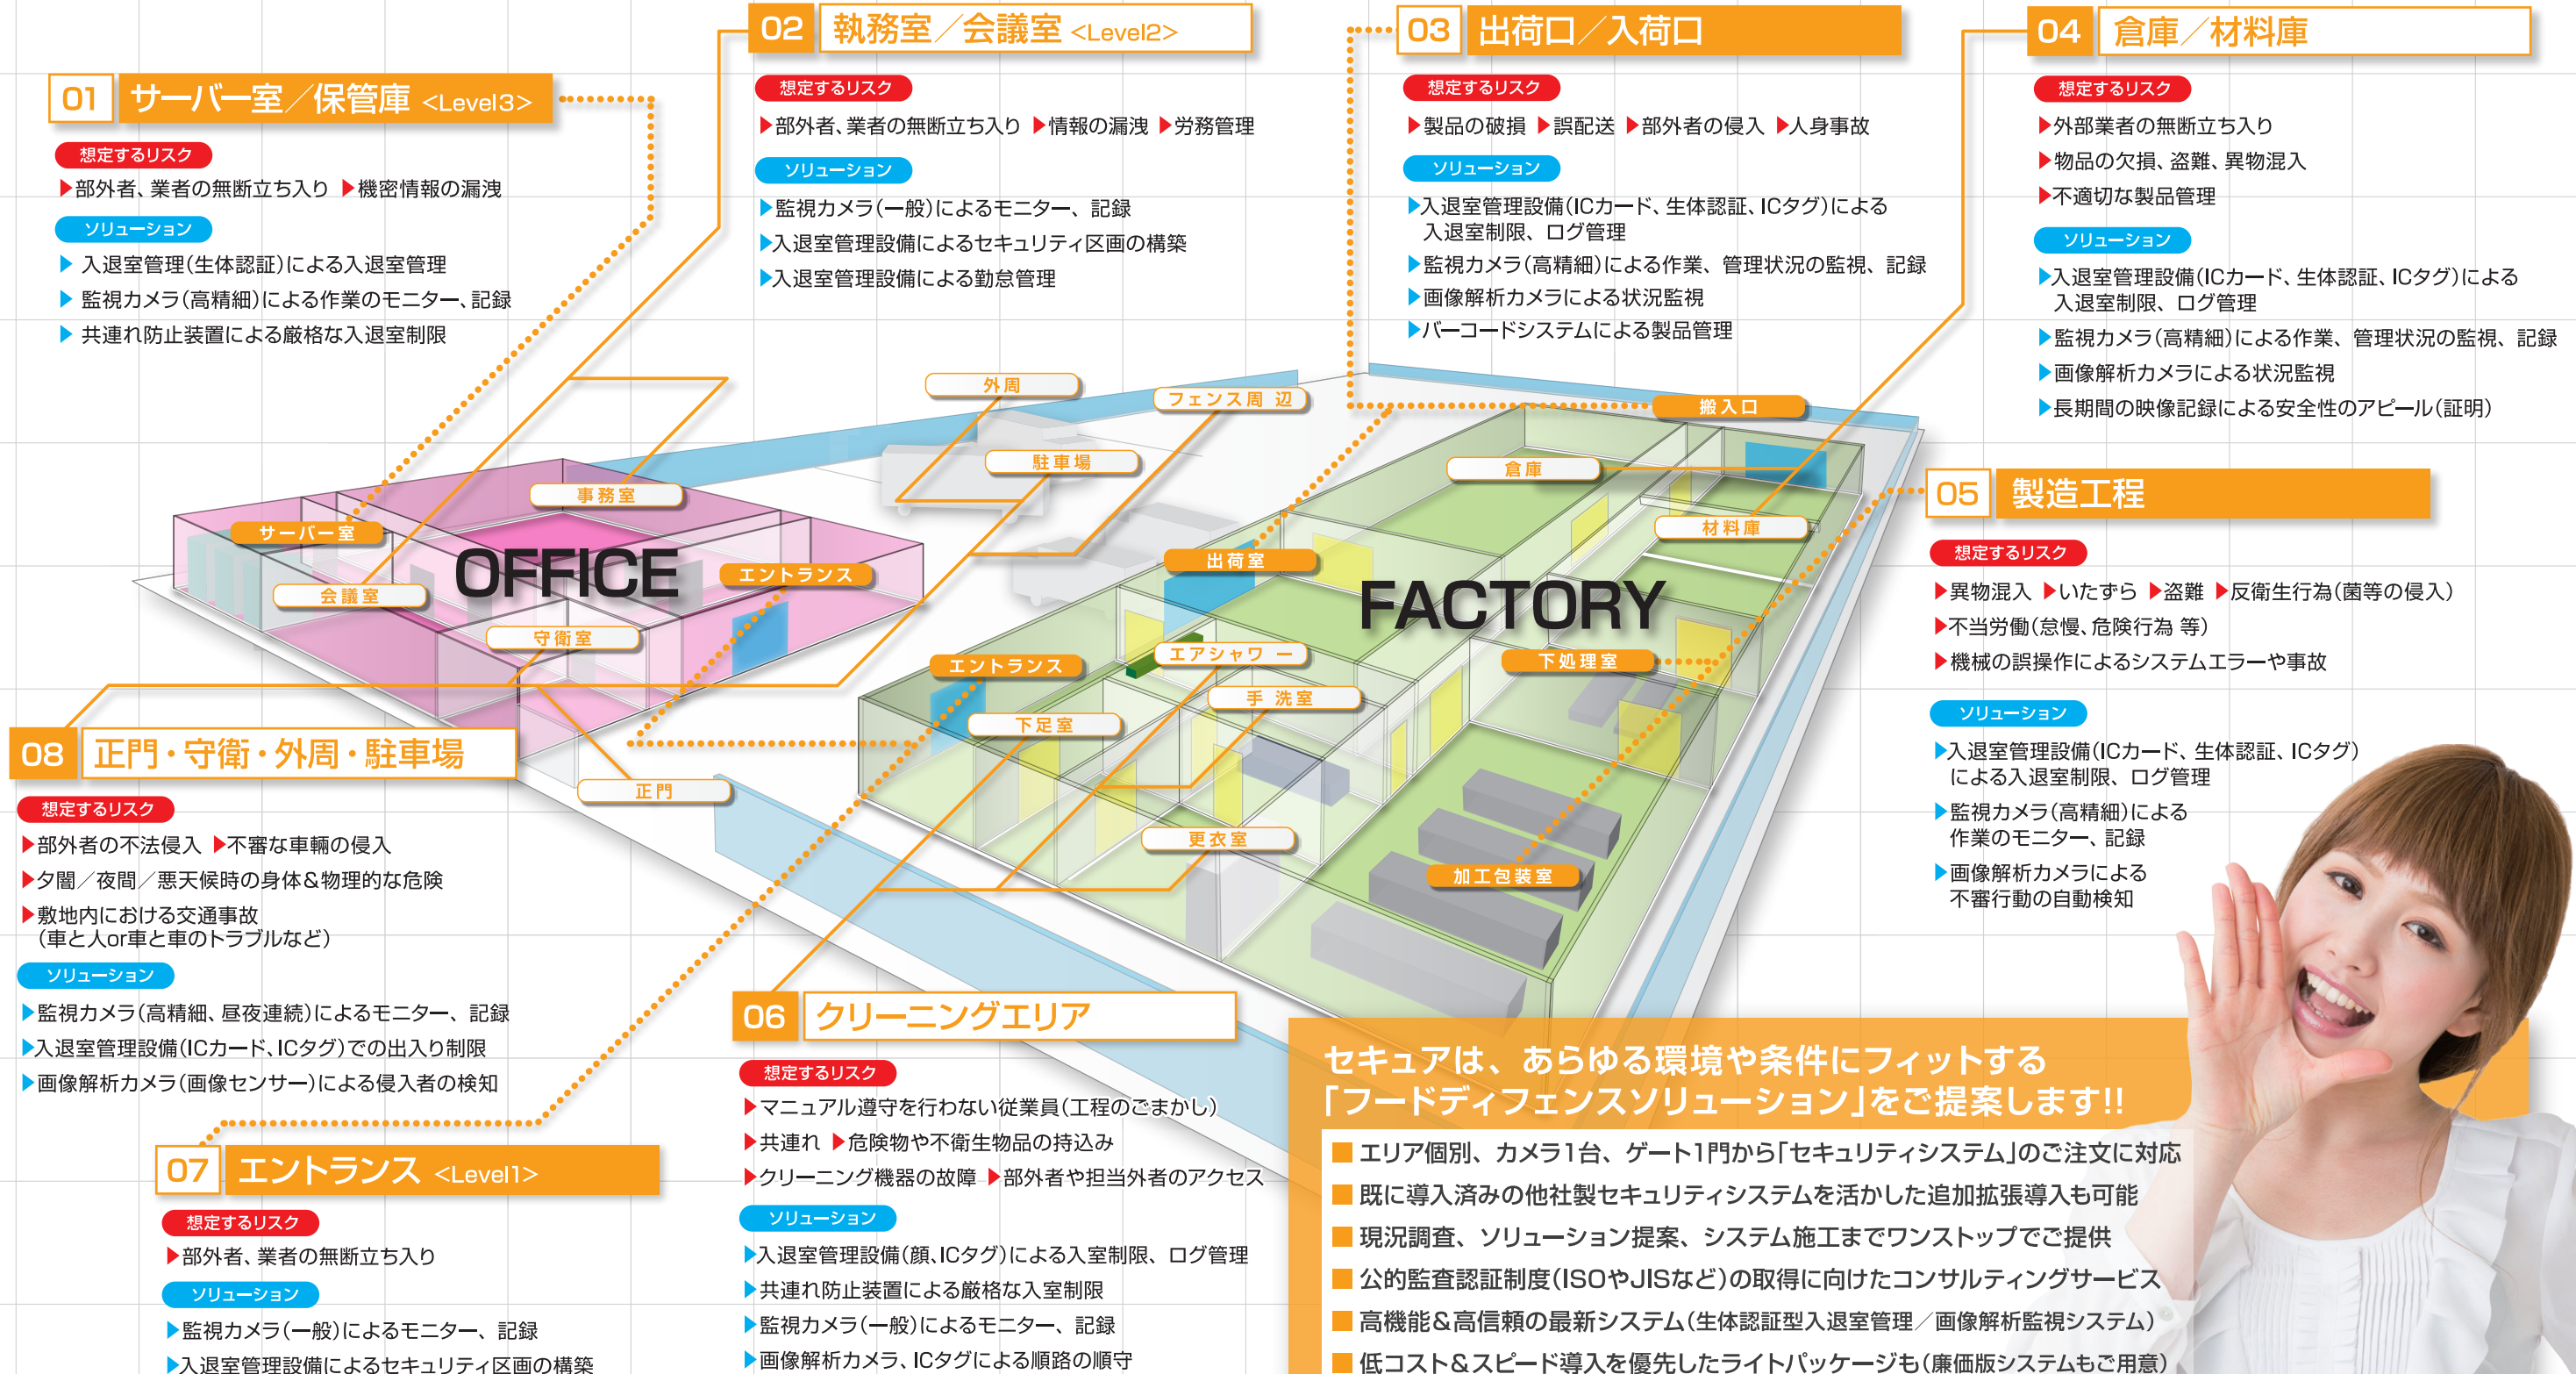 01 サーバー室／保管庫 <Level3>
想定するリスク
▶部外者、業者の無断立ち入り ▶機密情報の漏洩
ソリューション
▶ 入退室管理(生体認証)による入退室管理
▶ 監視カメラ(高精細)による作業のモニター、記録
▶ 共連れ防止装置による厳格な入退室制限
02 執務室／会議室 <Level2>
想定するリスク
▶部外者、業者の無断立ち入り ▶情報の漏洩 ▶労務管理
ソリューション
▶監視カメラ(一般)によるモニター、記録
▶入退室管理設備によるセキュリティ区画の構築
▶入退室管理設備による勤怠管理
03 出荷口／入荷口
想定するリスク
▶製品の破損 ▶誤配送 ▶部外者の侵入 ▶人身事故
ソリューション
▶入退室管理設備(ICカード、生体認証、ICタグ)による
入退室制限、ログ管理
▶監視カメラ(高精細)による作業、管理状況の監視、記録
▶画像解析カメラによる状況監視
▶バーコードシステムによる製品管理
04 倉庫／材料庫
想定するリスク
▶外部業者の無断立ち入り
▶物品の欠損、盗難、異物混入
▶不適切な製品管理
ソリューション
▶入退室管理設備(ICカード、生体認証、ICタグ)による
入退室制限、ログ管理
▶監視カメラ(高精細)による作業、管理状況の監視、記録
▶画像解析カメラによる状況監視
▶長期間の映像記録による安全性のアピール(証明)
外周
フェンス周 辺
駐車場
事務室
サーバー室
会議室
OFFICE
エントランス
守衛室
正門
搬入口
倉庫
材料庫
出荷室
FACTORY
エントランス
エアシャワ ー
下処理室
手 洗室
下足室
更衣室
加工包装室
05 製造工程
想定するリスク
▶異物混入 ▶いたずら ▶盗難 ▶反衛生行為(菌等の侵入)
▶不当労働(怠慢、危険行為 等)
▶機械の誤操作によるシステムエラーや事故
ソリューション
▶入退室管理設備(ICカード、生体認証、ICタグ)
による入退室制限、ログ管理
▶監視カメラ(高精細)による
作業のモニター、記録
▶画像解析カメラによる
不審行動の自動検知
08 正門・守衛・外周・駐車場
想定するリスク
▶部外者の不法侵入 ▶不審な車輛の侵入
▶夕闇／夜間／悪天候時の身体＆物理的な危険
▶敷地内における交通事故
(車と人or車と車のトラブルなど)
ソリューション
▶監視カメラ(高精細、昼夜連続)によるモニター、記録
▶入退室管理設備(ICカード、ICタグ)での出入り制限
▶画像解析カメラ(画像センサー)による侵入者の検知
07 エントランス <Level1>
想定するリスク
▶部外者、業者の無断立ち入り
ソリューション
▶監視カメラ(一般)によるモニター、記録
▶入退室管理設備によるセキュリティ区画の構築
06 クリーニングエリア
想定するリスク
▶マニュアル遵守を行わない従業員(工程のごまかし)
▶共連れ ▶危険物や不衛生物品の持込み
▶クリーニング機器の故障 ▶部外者や担当外者のアクセス
ソリューション
▶入退室管理設備(顔、ICタグ)による入室制限、ログ管理
▶共連れ防止装置による厳格な入室制限
▶監視カメラ(一般)によるモニター、記録
▶画像解析カメラ、ICタグによる順路の順守
セキュアは、あらゆる環境や条件にフィットする
「フードディフェンスソリューション」をご提案します!!
■ エリア個別、カメラ1台、ゲート1門から「セキュリティシステム」のご注文に対応
■ 既に導入済みの他社製セキュリティシステムを活かした追加拡張導入も可能
■ 現況調査、ソリューション提案、システム施工までワンストップでご提供
■ 公的監査認証制度(ISOやJISなど)の取得に向けたコンサルティングサービス
■ 高機能＆高信頼の最新システム(生体認証型入退室管理／画像解析監視システム)
■ 低コスト＆スピード導入を優先したライトパッケージも(廉価版システムもご用意)